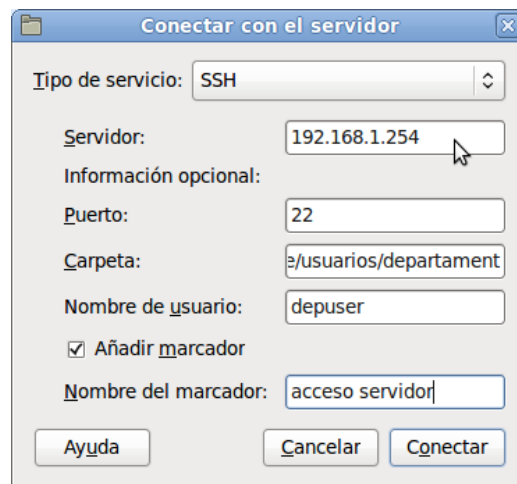 Conectar con el servidor
Tipo de servicio: SSH
Servidor: 192.168.1.254
Información opcional:
Puerto: 22
Carpeta: e/usuarios/departament
Nombre de usuario: depuser
Añadir marcador
Nombre del marcador: acceso servidor
Ayuda Cancelar Conectar